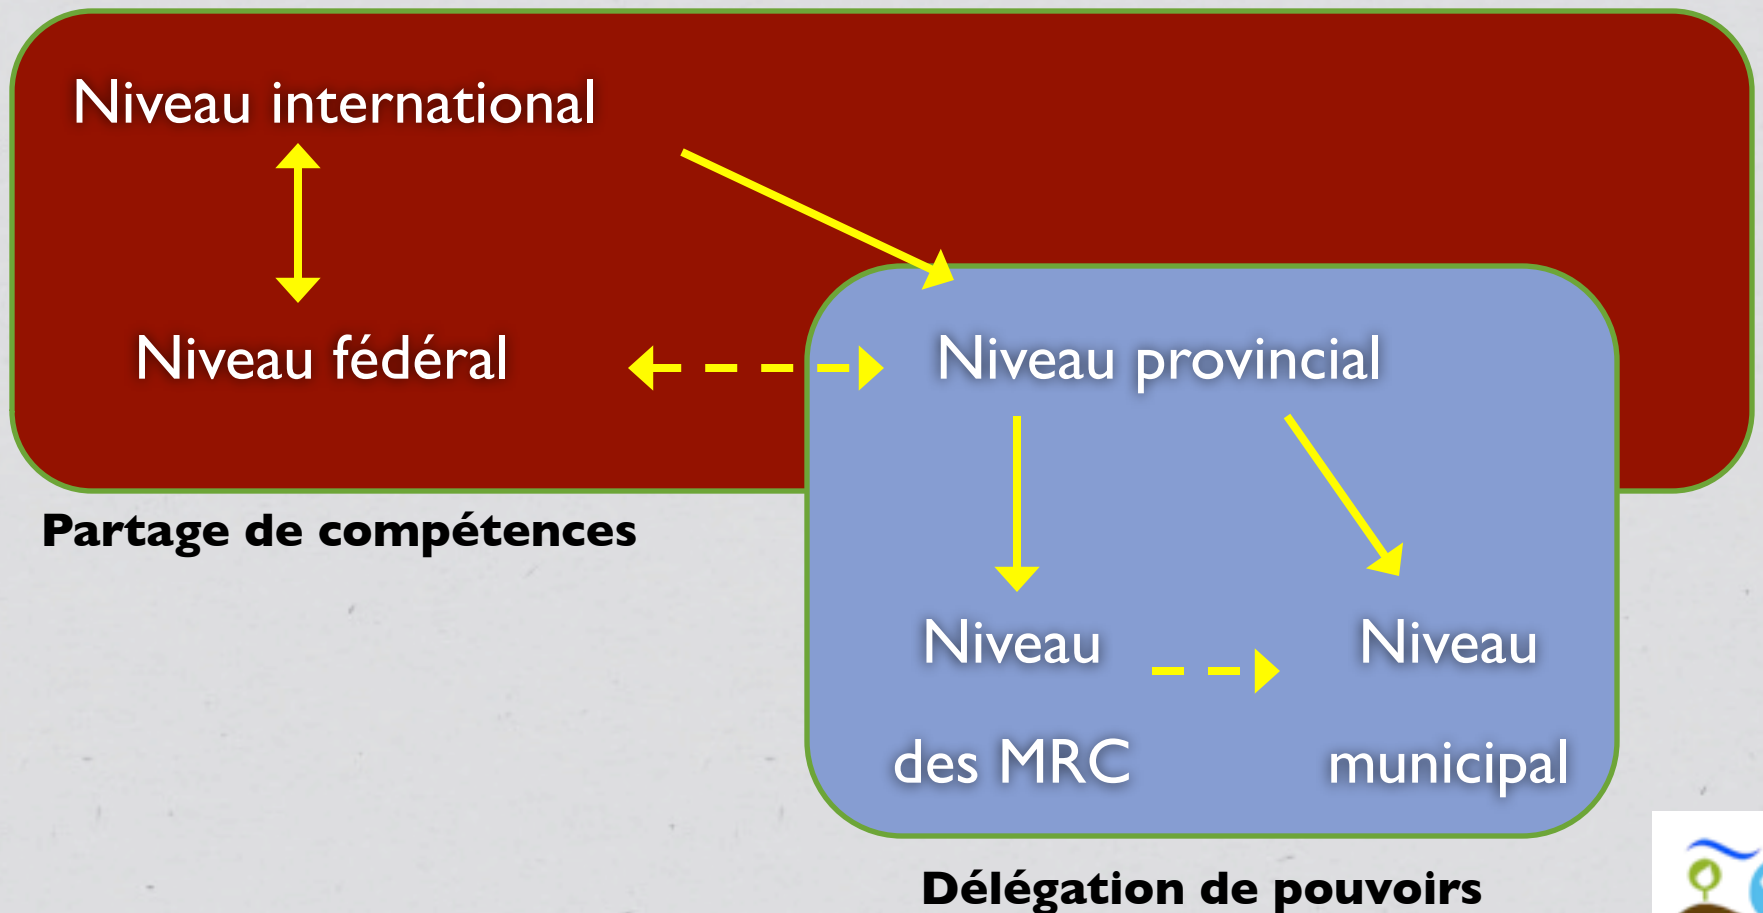 Niveau international
Niveau fédéral
Niveau provincial
Partage de compétences
Niveau
des MRC
Niveau
municipal
Délégation de pouvoirs